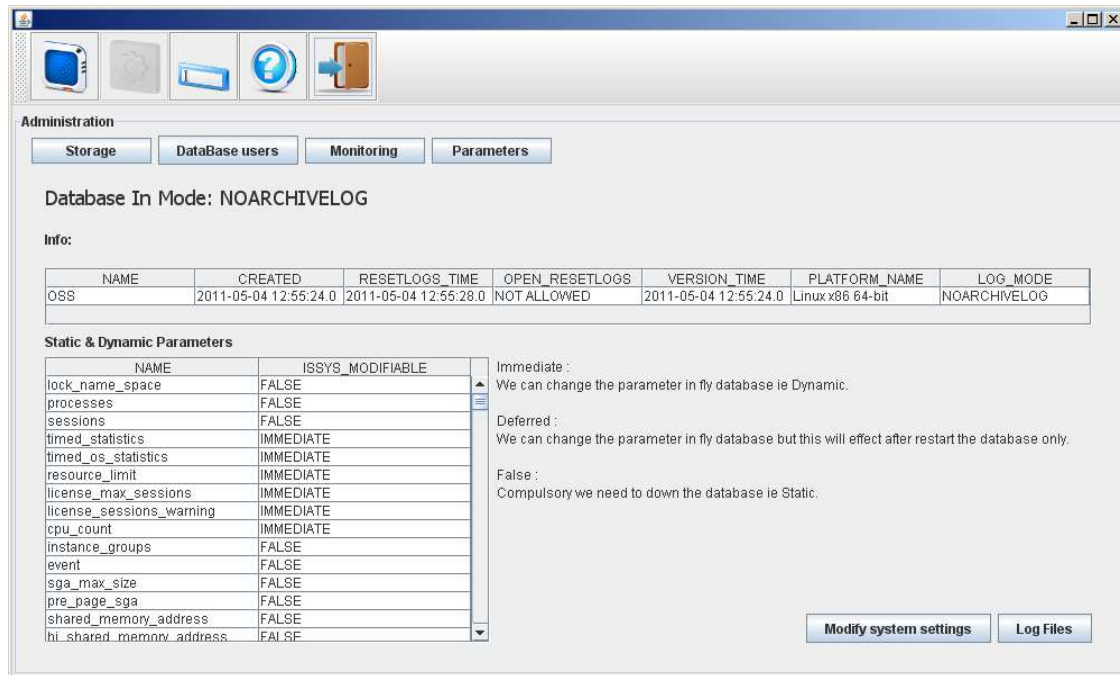 Administration
Storage DataBase users Monitoring Parameters
Database In Mode: NOARCHIVELOG
Info:
NAME CREATED RESETLOGS_TIME OPEN_RESETLOGS VERSION_TIME PLATFORM_NAME LOG_MODE
OSS 2011-05-04 12:55:24.0 2011-05-04 12:55:28.0 NOT ALLOWED 2011-05-04 12:55:24.0 Linux x86 64-bit NOARCHIVELOG
Static & Dynamic Parameters
NAME ISSYS_MODIFIABLE
lock_name_space FALSE
processes FALSE
sessions FALSE
timed_statistics IMMEDIATE
timed_os_statistics IMMEDIATE
resource_limit IMMEDIATE
license_max_sessions IMMEDIATE
license_sessions_warning IMMEDIATE
cpu_count IMMEDIATE
instance_groups FALSE
event FALSE
sga_max_size FALSE
pre_page_sga FALSE
shared_memory_address FALSE
hi_shared_memory_address FALSE
Immediate :
We can change the parameter in fly database ie Dynamic.
Deferred :
We can change the parameter in fly database but this will effect after restart the database only.
False :
Compulsory we need to down the database ie Static.
Modify system settings Log Files